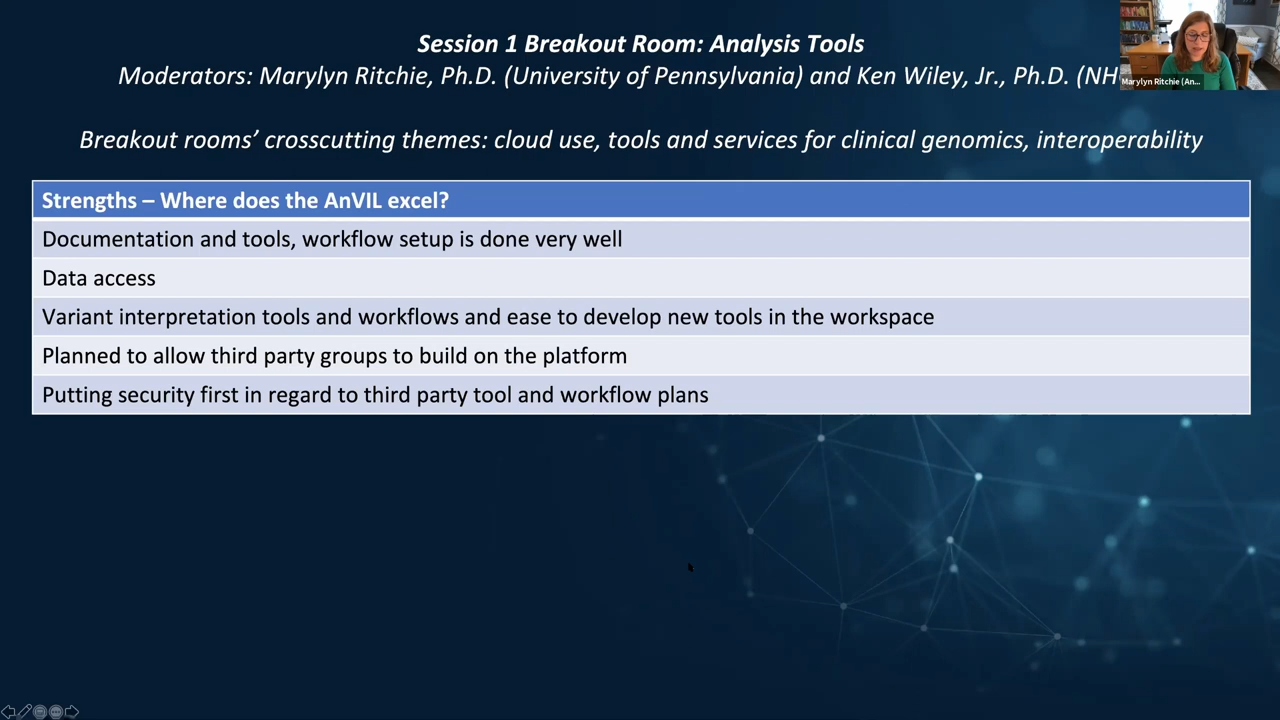 Session 1 Breakout Room: Analysis Tools
Moderators: Marylyn Ritchie, Ph.D. (University of Pennsylvania) and Ken Wiley, Jr., Ph.D. (NH
Marylyn Ritchie (An...
Breakout rooms’ crosscutting themes: cloud use, tools and services for clinical genomics, interoperability
Strengths – Where does the AnVIL excel?
Documentation and tools, workflow setup is done very well
Data access
Variant interpretation tools and workflows and ease to develop new tools in the workspace
Planned to allow third party groups to build on the platform
Putting security first in regard to third party tool and workflow plans